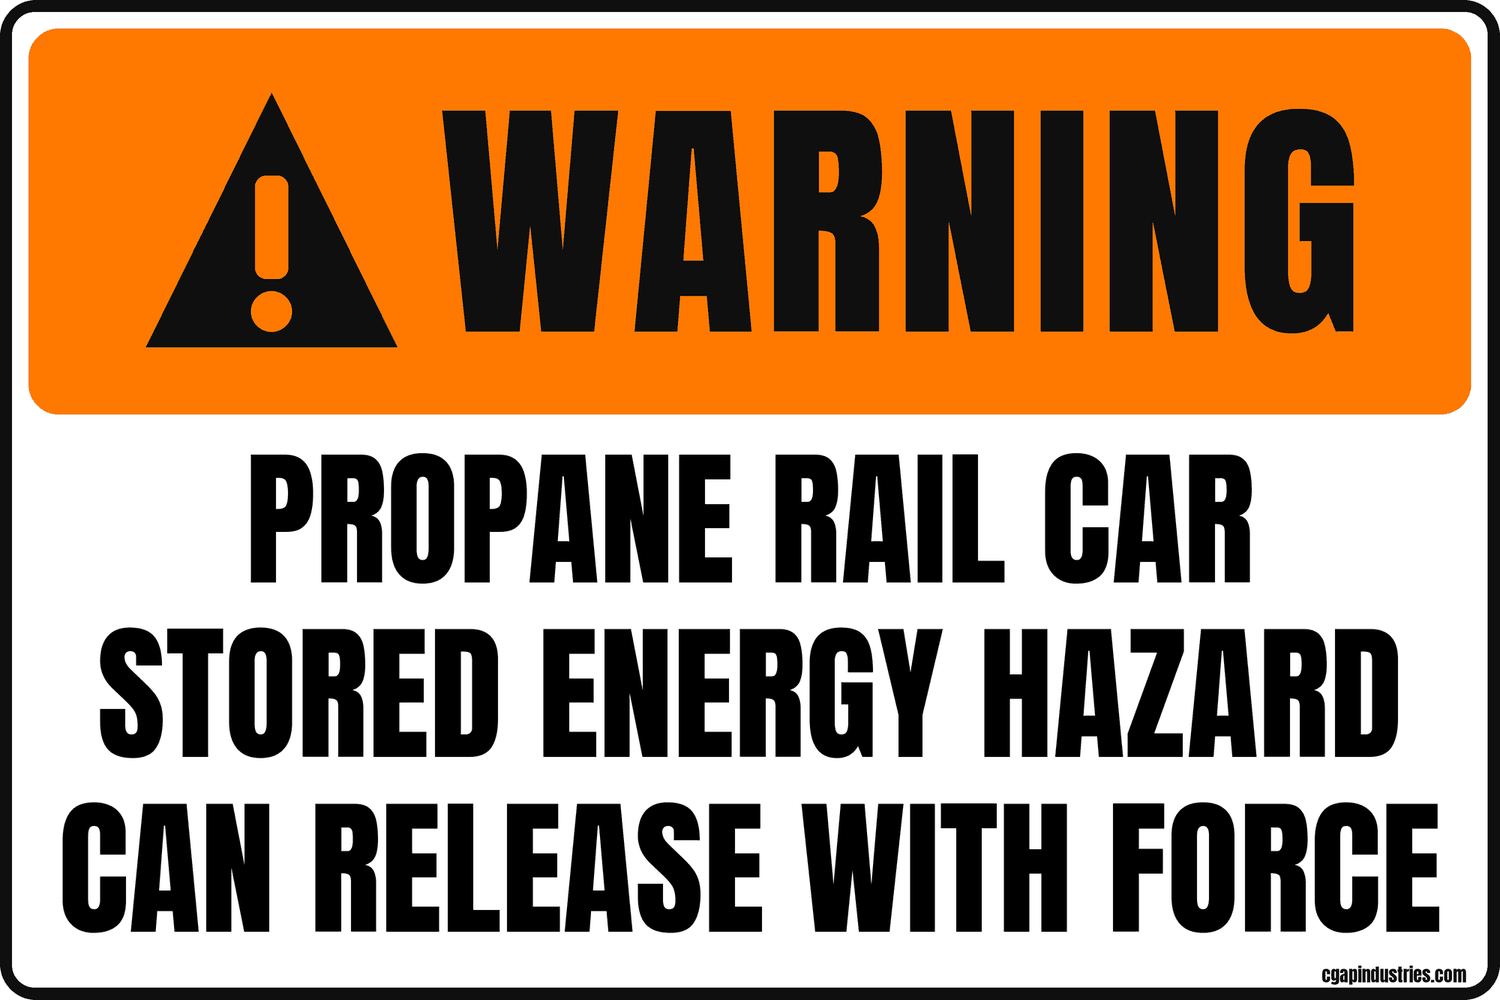 WARNING
PROPANE RAIL CAR
STORED ENERGY HAZARD
CAN RELEASE WITH FORCE
cgapindustries.com